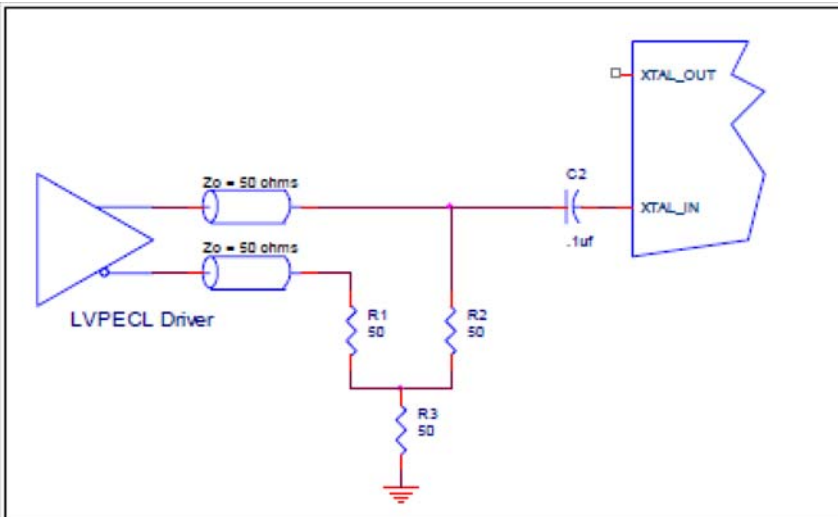 XTAL_OUT
C2
Zo = 50 ohms
XTAL_IN
.1uf
Zo = 50 ohms
LVPECL Driver
R1
50
R2
50
R3
50